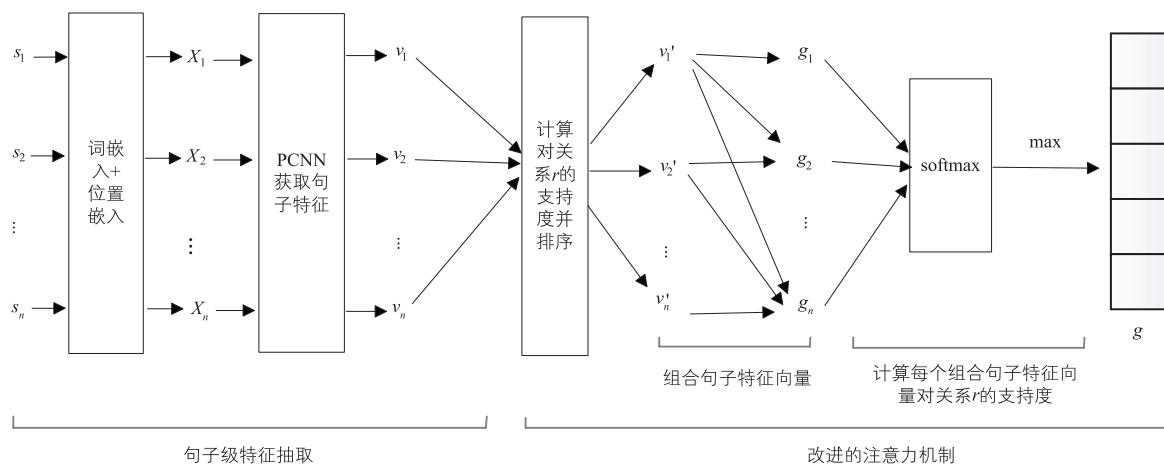 s₁
X₁
v₁
v₁'
g₁
s₂
X₂
v₂
v₂'
g₂
...
...
...
...
...
sₙ
Xₙ
vₙ
vₙ'
gₙ
词嵌
入+
位置
嵌入
PCNN
获取句
子特征
计算
对关
系r的
支持
度并
排序
softmax
max
g
组合句子特征向量
计算每个组合句子特征向
量对关系r的支持度
句子级特征抽取
改进的注意力机制